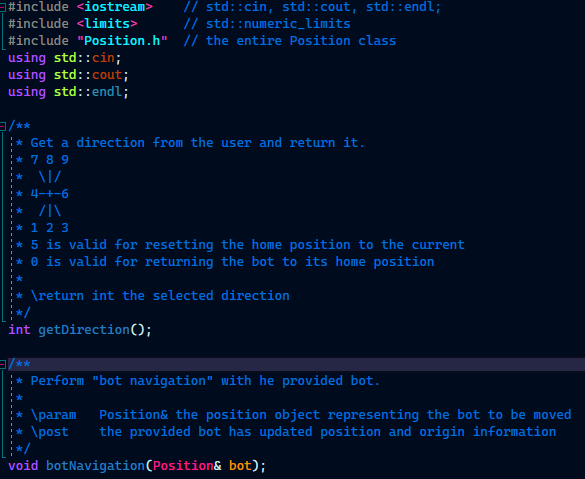 #include <iostream>    // std::cin, std::cout, std::endl;
#include <limits>      // std::numeric_limits
#include "Position.h"  // the entire Position class
using std::cin;
using std::cout;
using std::endl;
/**
* Get a direction from the user and return it.
* 7 8 9
*  \|/
* 4-+-6
*  /|\
* 1 2 3
* 5 is valid for resetting the home position to the current
* 0 is valid for returning the bot to its home position
*
* \return int the selected direction
*/
int getDirection();
/**
* Perform "bot navigation" with he provided bot.
*
* \param   Position& the position object representing the bot to be moved
* \post    the provided bot has updated position and origin information
*/
void botNavigation(Position& bot);